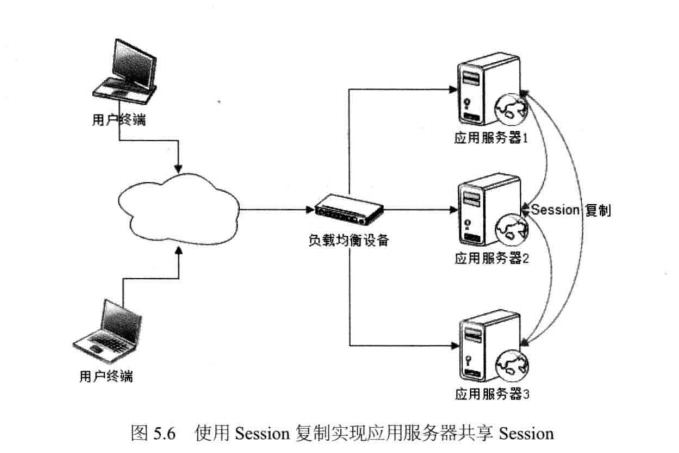 用户终端
应用服务器1
Session 复制
负载均衡设备
应用服务器2
用户终端
应用服务器3
图 5.6 使用 Session 复制实现应用服务器共享 Session